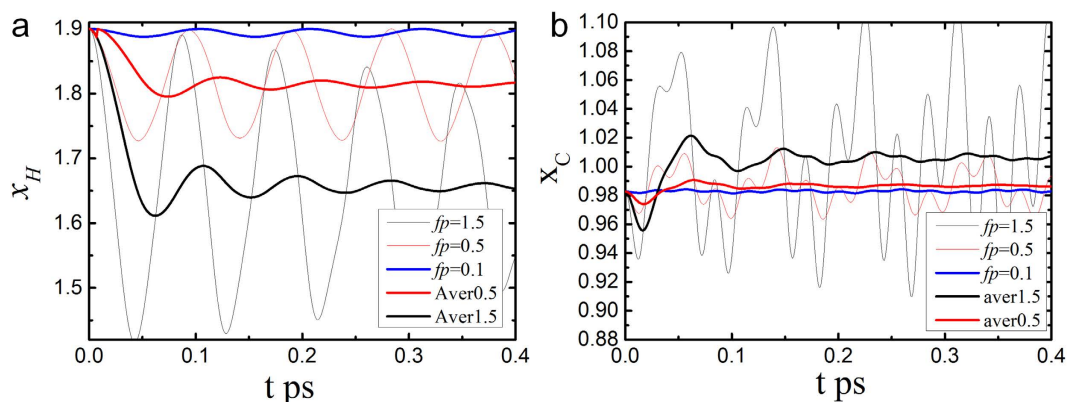 a
1.9
1.8
1.7
1.6
1.5
x_H
0.0
0.1
0.2
0.3
0.4
t ps
fp=1.5
fp=0.5
fp=0.1
Aver0.5
Aver1.5
b
1.10
1.08
1.06
1.04
1.02
1.00
0.98
0.96
0.94
0.92
0.90
0.88
x_C
0.0
0.1
0.2
0.3
0.4
t ps
fp=1.5
fp=0.5
fp=0.1
aver1.5
aver0.5